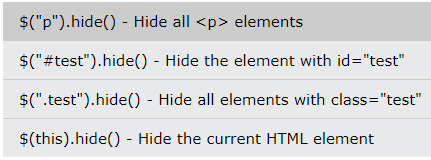 $("p").hide() - Hide all <p> elements
$("#test").hide() - Hide the element with id="test"
$(".test").hide() - Hide all elements with class="test"
$(this).hide() - Hide the current HTML element